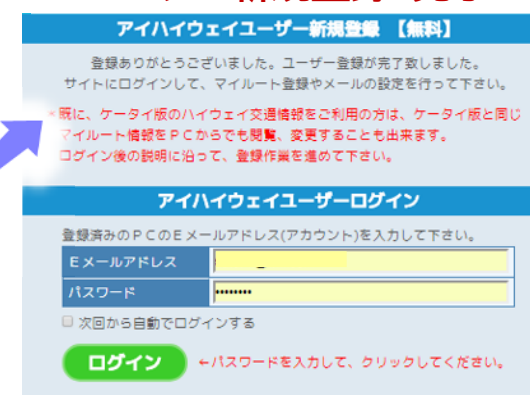 アイハイウェイユーザー新規登録 【無料】
登録ありがとうございました。ユーザー登録が完了致しました。
サイトにログインして、マイルート登録やメールの設定を行って下さい。
*既に、ケータイ版のハイウェイ交通情報をご利用の方は、ケータイ版と同じ
マイルート情報をＰＣからでも閲覧、変更することも出来ます。
ログイン後の説明に沿って、登録作業を進めて下さい。
アイハイウェイユーザーログイン
登録済みのＰＣのＥメールアドレス(アカウント)を入力して下さい。
Ｅメールアドレス _
パスワード ••••••••
次回から自動でログインする
ログイン ←パスワードを入力して、クリックしてください。